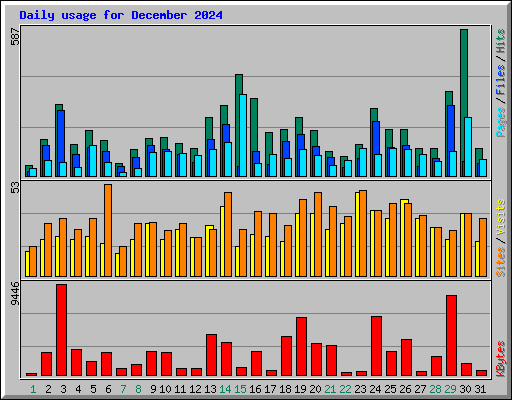 Daily usage for December 2024
587
Pages / Files / Hits
53
Sites / Visits
9446
KBytes
1 2 3 4 5 6 7 8 9 10 11 12 13 14 15 16 17 18 19 20 21 22 23 24 25 26 27 28 29 30 31